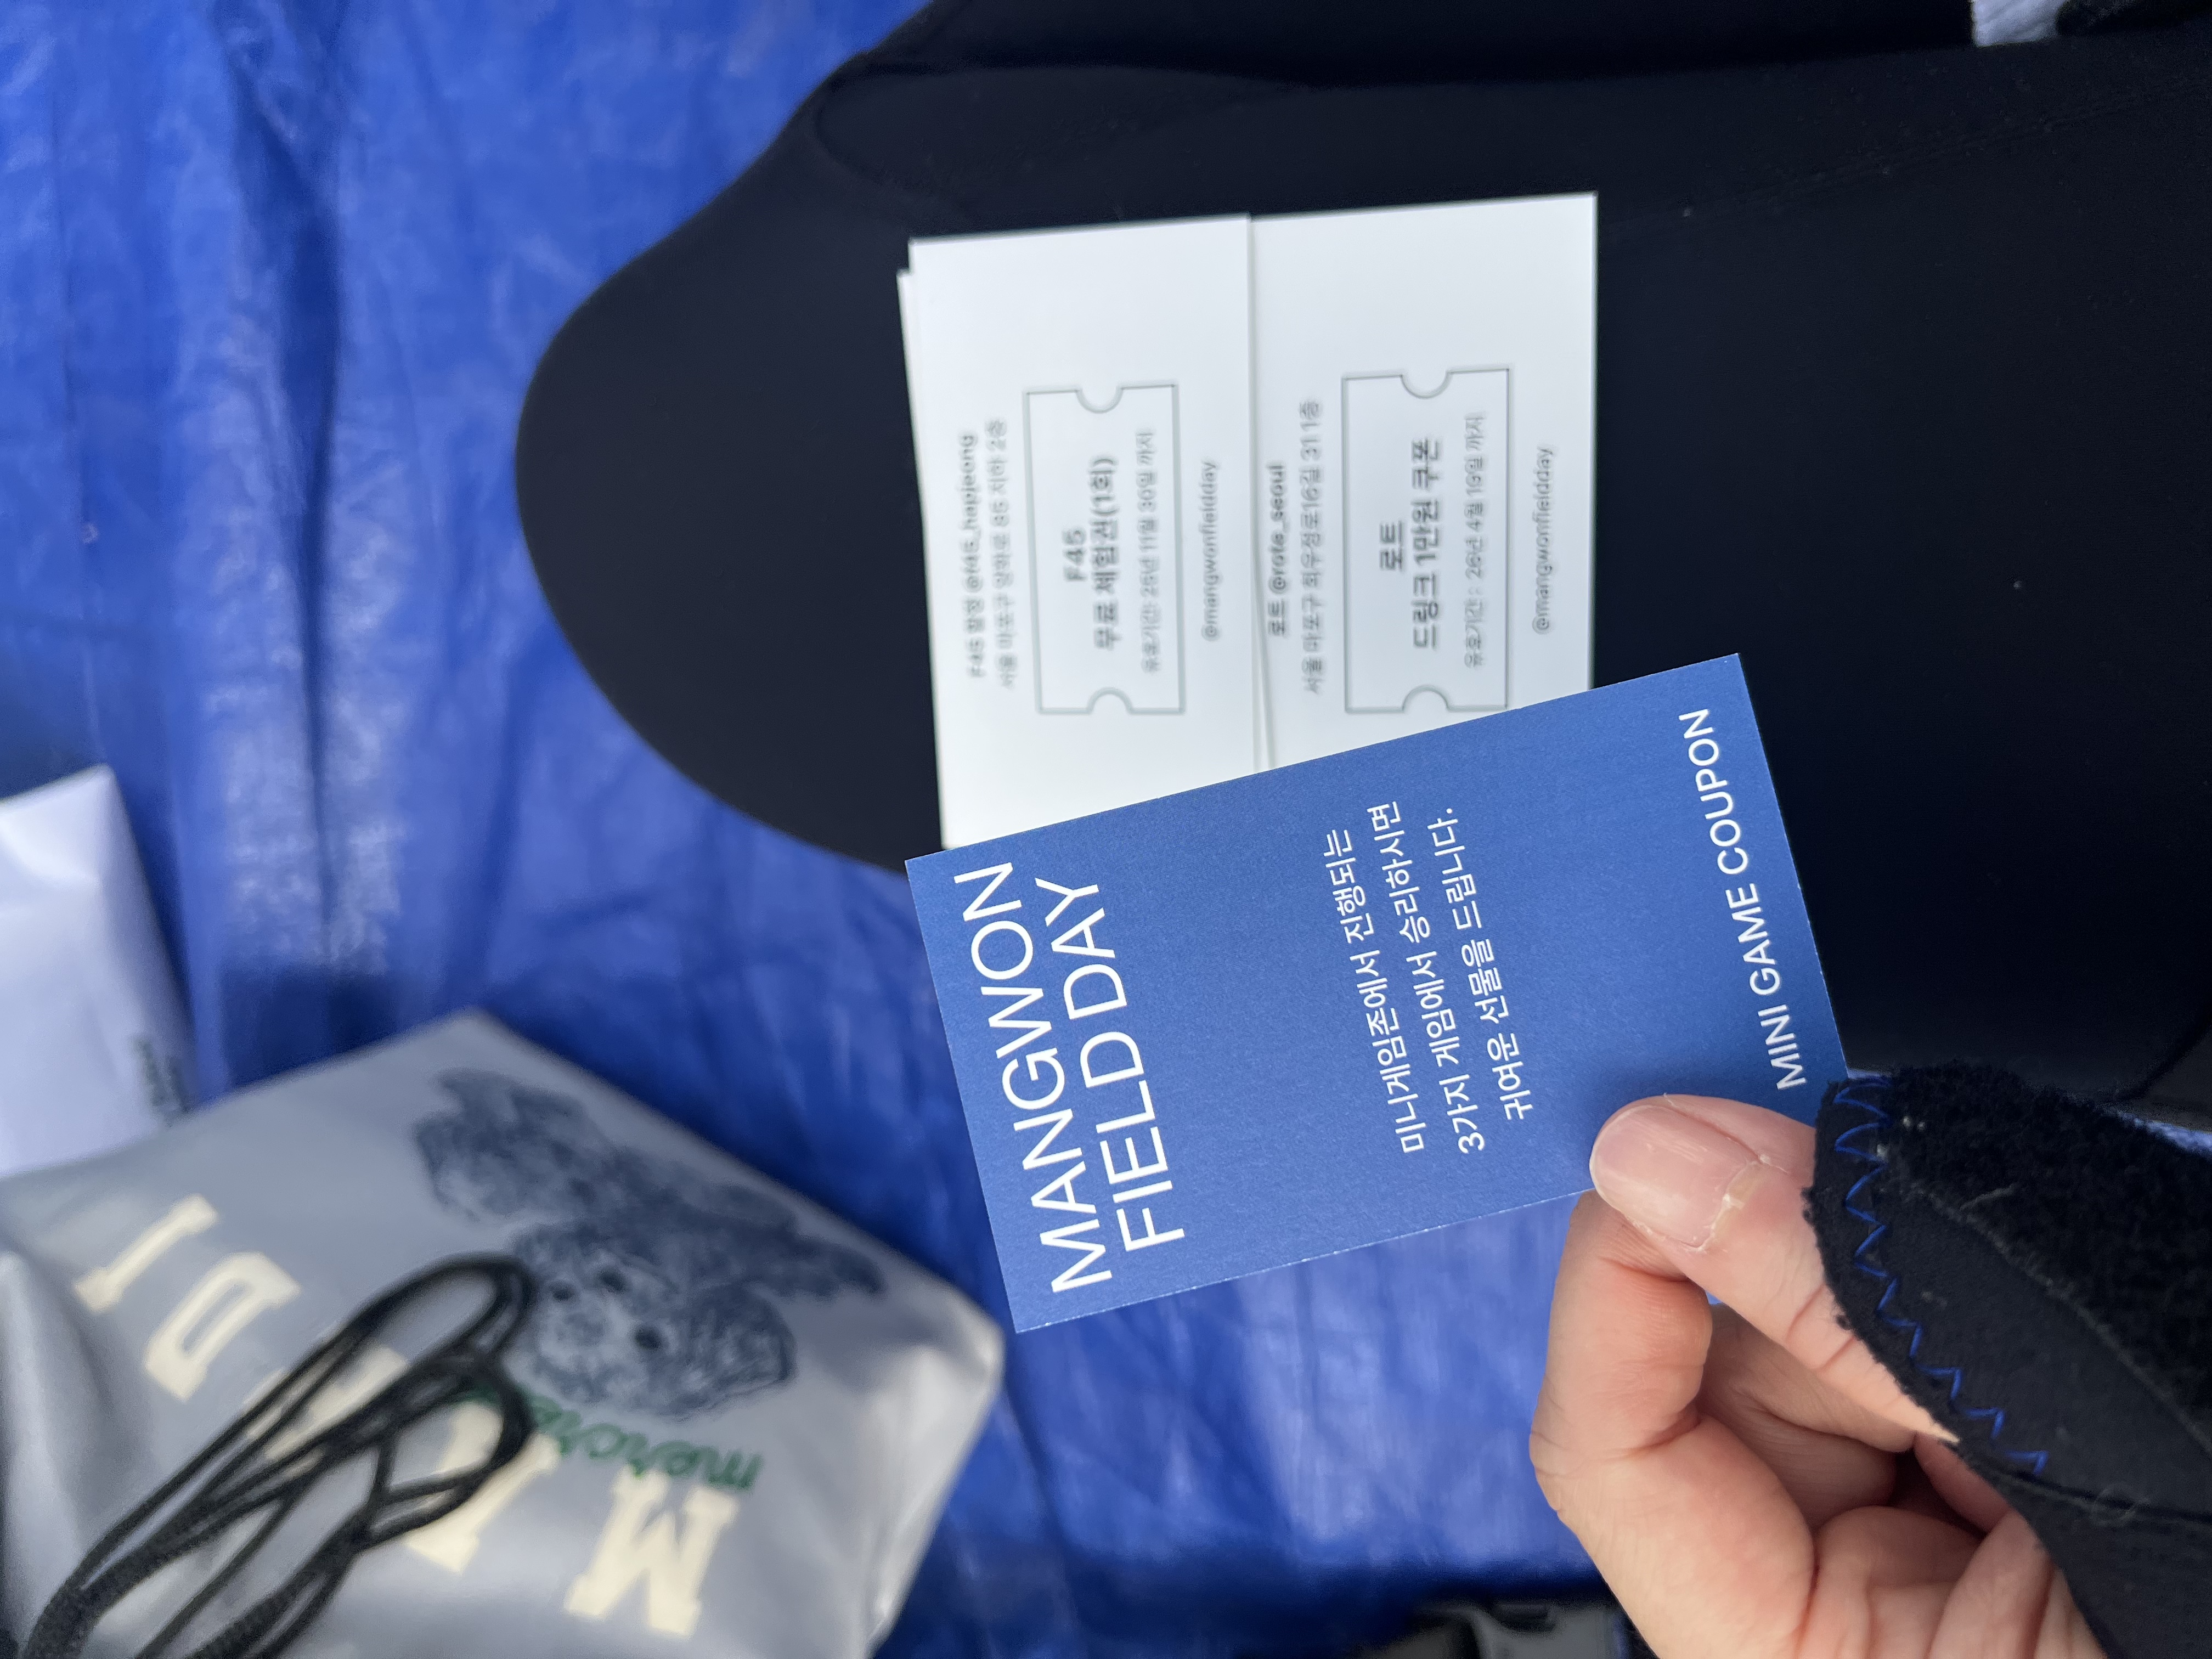 MANGWON
FIELD DAY
미니게임존에서 진행되는
3가지 게임에서 승리하시면
귀여운 선물을 드립니다.
MINI GAME COUPON
F45 합정 @f45_hapjeong
서울 마포구 양화로 85 지하 2층
F45
무료 체험권(1회)
유효기간: 25년 11월 30일 까지
@mangwonfieldday
로트 @rote_seoul
서울 마포구 희우정로16길 31 1층
로트
드링크 1만원 쿠폰
유효기간 : 26년 4월 19일 까지
@mangwonfieldday